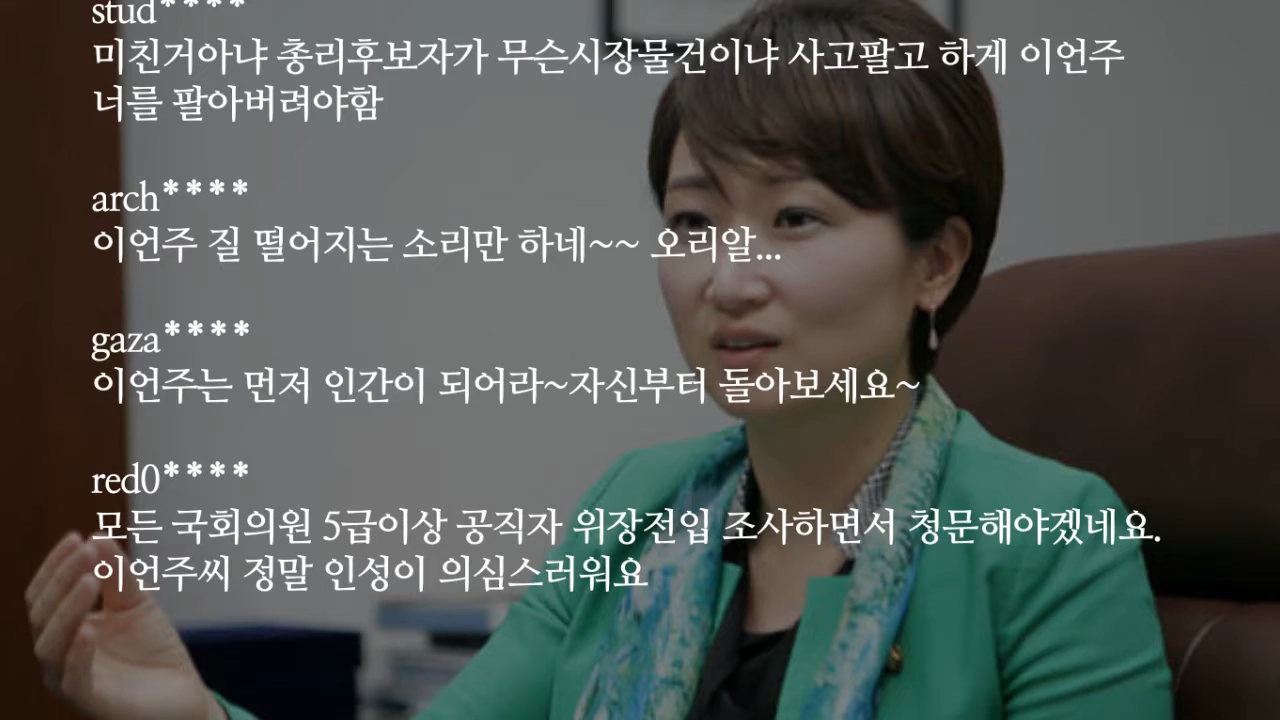 stud****
미친거아냐 총리후보자가 무슨시장물건이냐 사고팔고 하게 이언주
너를 팔아버려야함
arch****
이언주 질 떨어지는 소리만 하네~~ 오리알...
gaza****
이언주는 먼저 인간이 되어라~자신부터 돌아보세요~
red0****
모든 국회의원 5급이상 공직자 위장전입 조사하면서 청문해야겠네요.
이언주씨 정말 인성이 의심스러워요